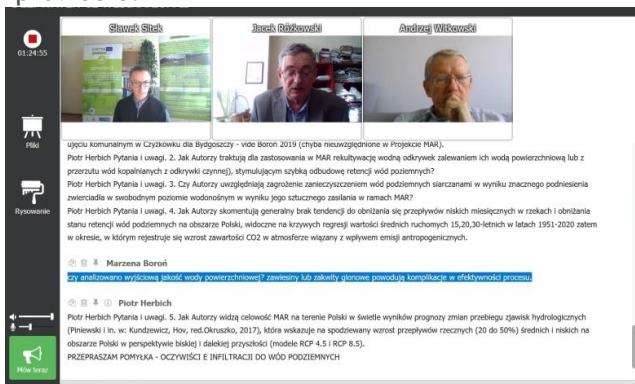 Sławek Sitek
Jacek Różkowski
Andrzej Witkowski
01:24:55
Pliki
Rysowanie
Mów teraz
ujęciu komunalnym w Czyżkówku dla Bydgoszczy - vide Boroń 2019 (chyba nieuwzględnione w Projekcie MAR).
Piotr Herbich Pytania i uwagi. 2. Jak Autorzy traktują dla zastosowania w MAR rekultywację wodną odkrywek zalewaniem ich wodą powierzchniową lub z
przerzutu wód kopalnianych z odkrywki czynnej), stymulującym szybką odbudowę retencji wód poziemnych?
Piotr Herbich Pytania i uwagi. 3. Czy Autorzy uwzględniają zagrożenie zanieczyszczeniem wód podziemnych siarczanami w wyniku znacznego podniesienia
zwierciadła w swobodnym poziomie wodonośnym w wyniku jego sztucznego zasilania w ramach MAR?
Piotr Herbich Pytania i uwagi. 4. Jak Autorzy skomentują generalny brak tendencji do obniżania się przepływów niskich miesięcznych w rzekach i obniżania
stanu retencji wód podziemnych na obszarze Polski, widoczne na krzywych regresji wartości średnich ruchomych 15,20,30-letnich w latach 1951-2020 zatem
w okresie, w którym rejestruje się wzrost zawartości CO2 w atmosferze wiązany z wpływem emisji antropogenicznych.
Marzena Boroń
czy analizowano wyjściową jakość wody powierzchniowej? zawiesiny lub zakwity glonowe powodują komplikacje w efektywności procesu.
Piotr Herbich
Piotr Herbich Pytania i uwagi. 5. Jak Autorzy widzą celowość MAR na terenie Polski w świetle wyników prognozy zmian przebiegu zjawisk hydrologicznych
(Piniewski i in. w: Kundzewicz, Hov, red.Okruszko, 2017), która wskazuje na spodziewany wzrost przepływów rzecznych (20 do 50%) średnich i niskich na
obszarze Polski w perspektywie bliskiej i dalekiej przyszłości (modele RCP 4.5 i RCP 8.5).
PRZEPRASZAM POMYŁKA - OCZYWIŚCI E INFILTRACJI DO WÓD PODZIEMNYCH